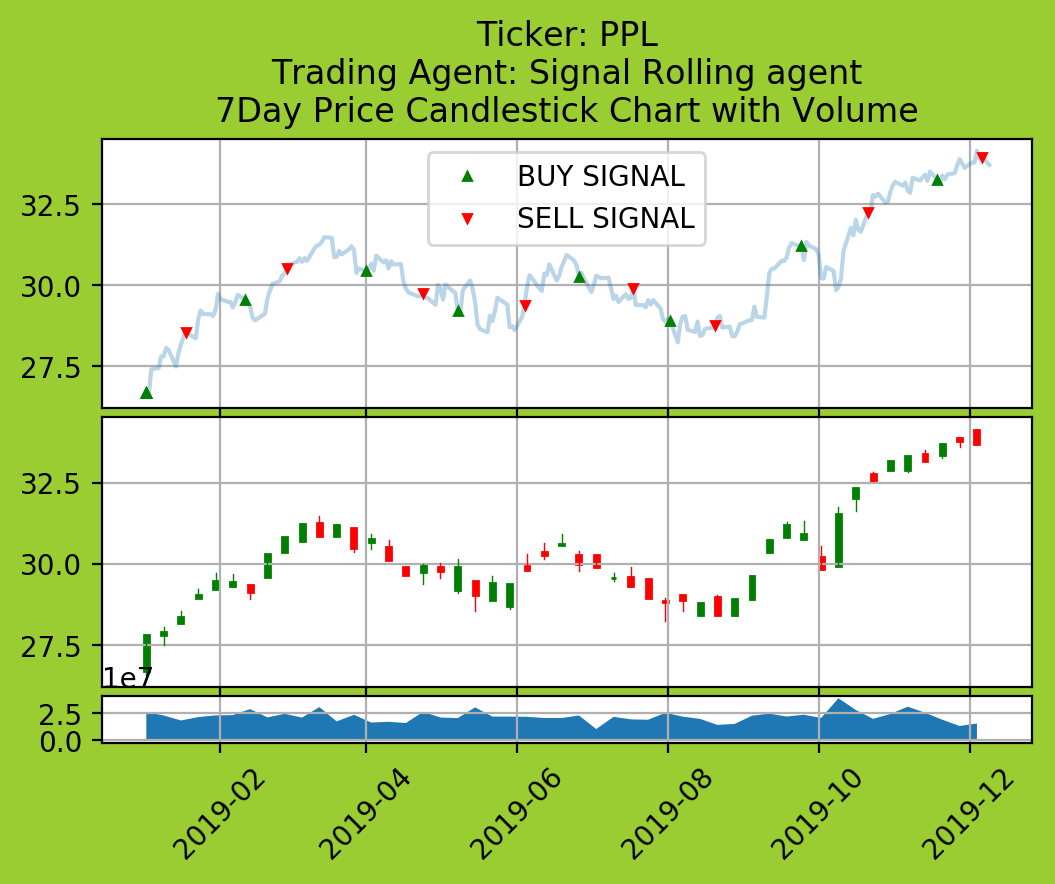 Ticker: PPL
Trading Agent: Signal Rolling agent
7Day Price Candlestick Chart with Volume
BUY SIGNAL
SELL SIGNAL
32.5
30.0
27.5
32.5
30.0
27.5
1e7
2.5
0.0
2019-02
2019-04
2019-06
2019-08
2019-10
2019-12